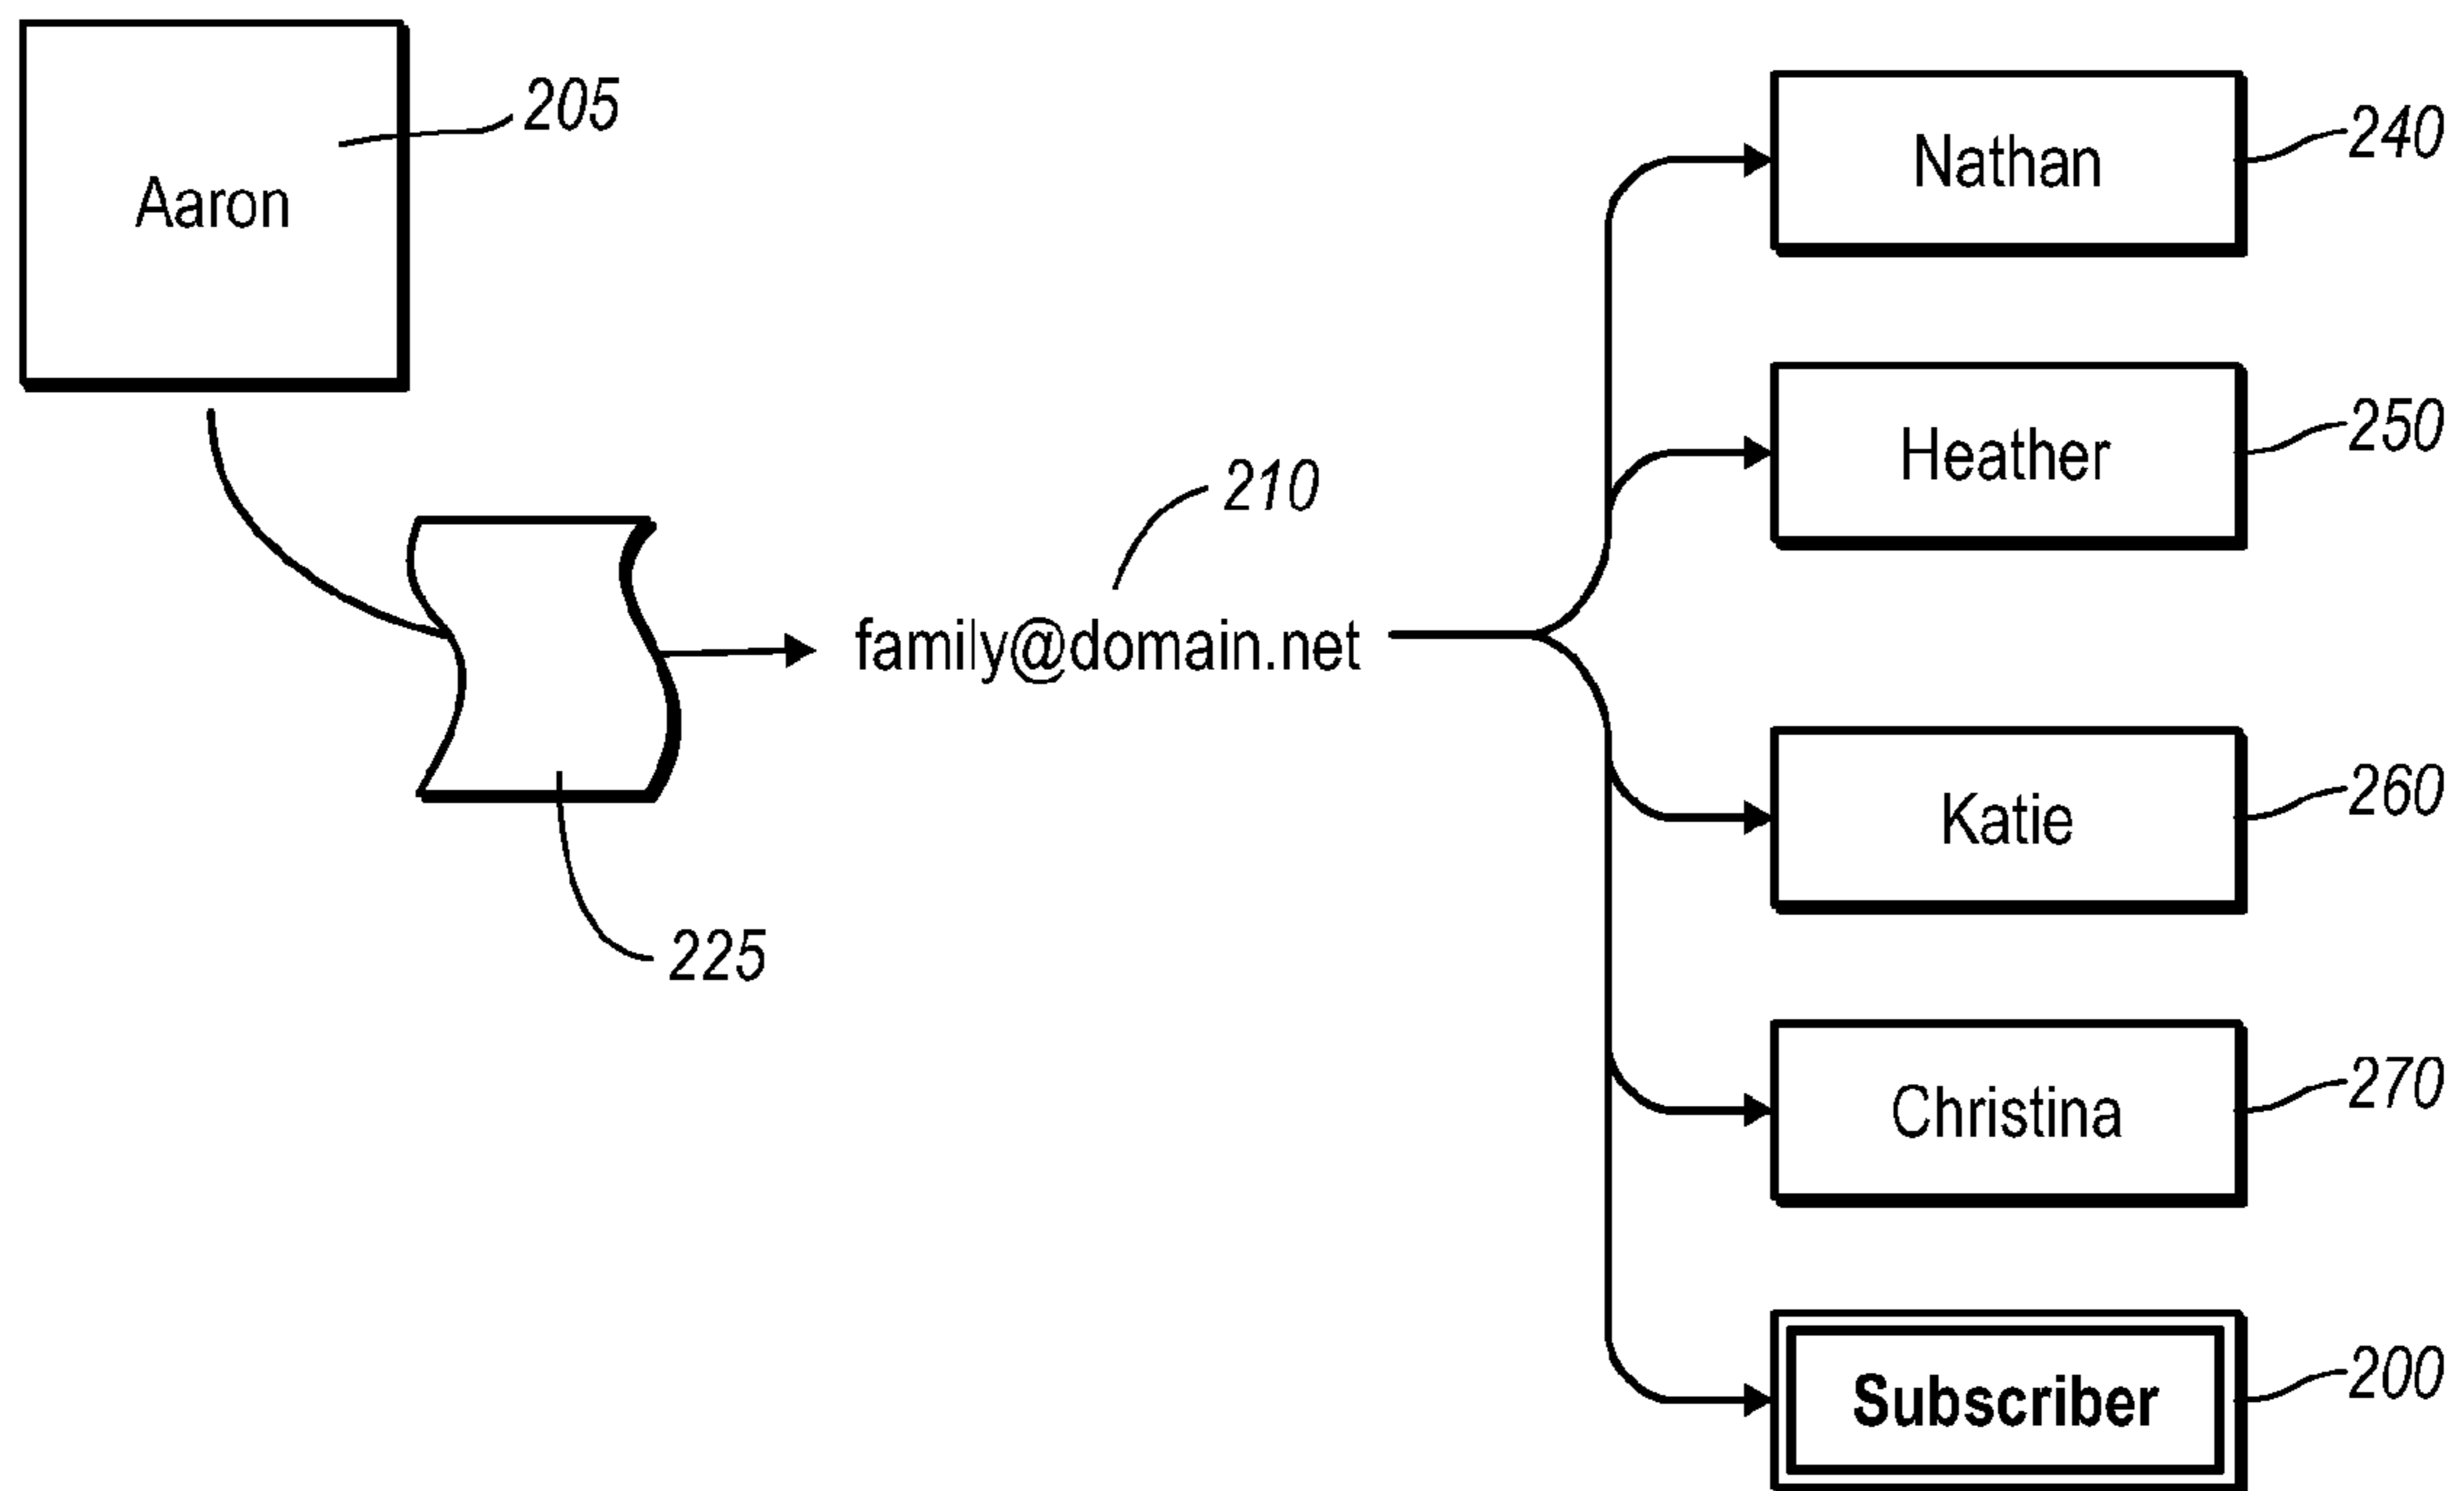 205
Aaron
Nathan
240
Heather
250
210
family@domain.net
Katie
260
225
Christina
270
Subscriber
200